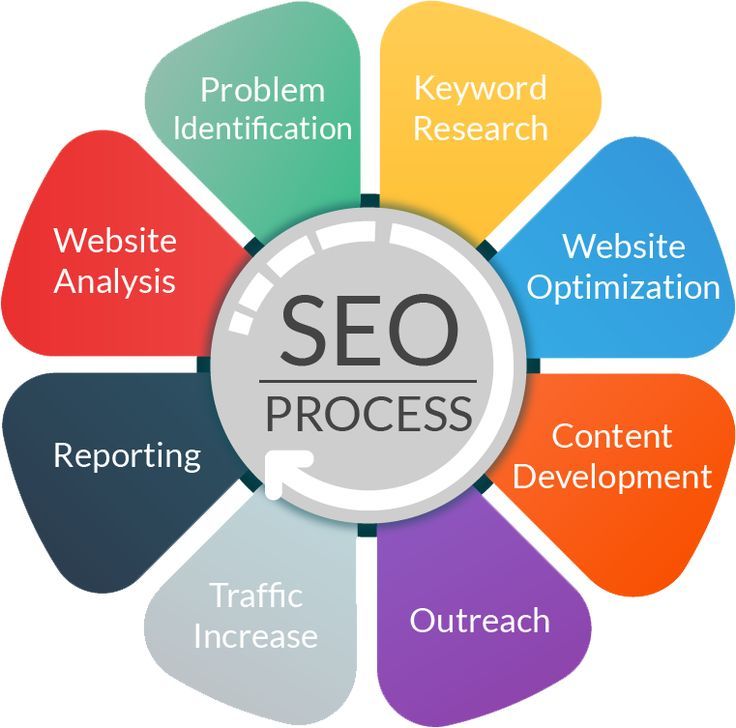 SEO
PROCESS
Problem
Identification
Keyword
Research
Website
Optimization
Content
Development
Outreach
Traffic
Increase
Reporting
Website
Analysis